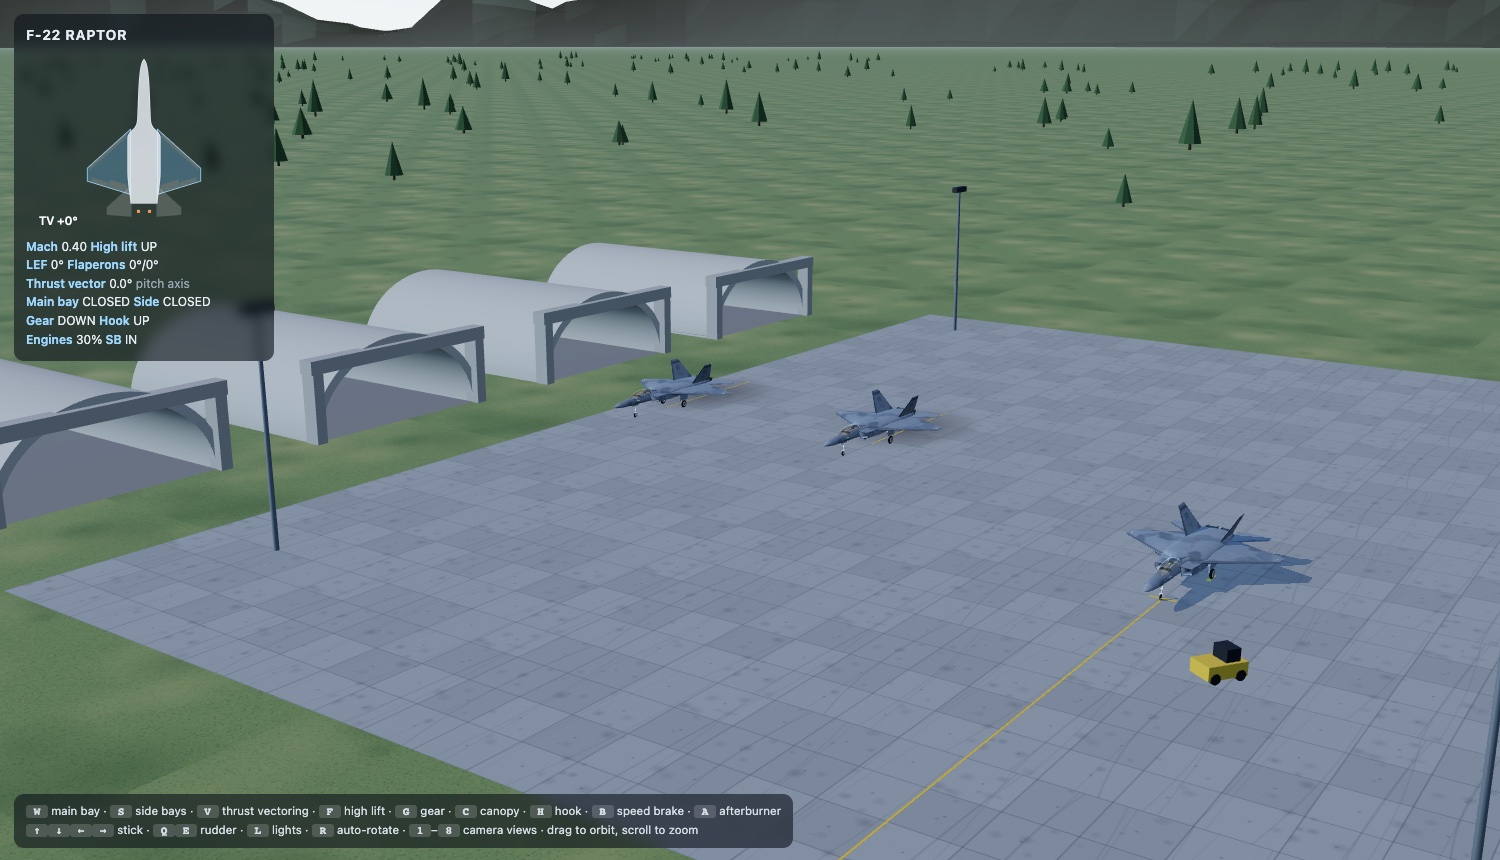 F-22 RAPTOR
TV +0°
Mach 0.40 High lift UP
LEF 0° Flaperons 0°/0°
Thrust vector 0.0° pitch axis
Main bay CLOSED Side CLOSED
Gear DOWN Hook UP
Engines 30% SB IN
W main bay · S side bays · V thrust vectoring · F high lift · G gear · C canopy · H hook · B speed brake · A afterburner
↑ ↓ ← → stick · Q E rudder · L lights · R auto-rotate · 1–8 camera views · drag to orbit, scroll to zoom